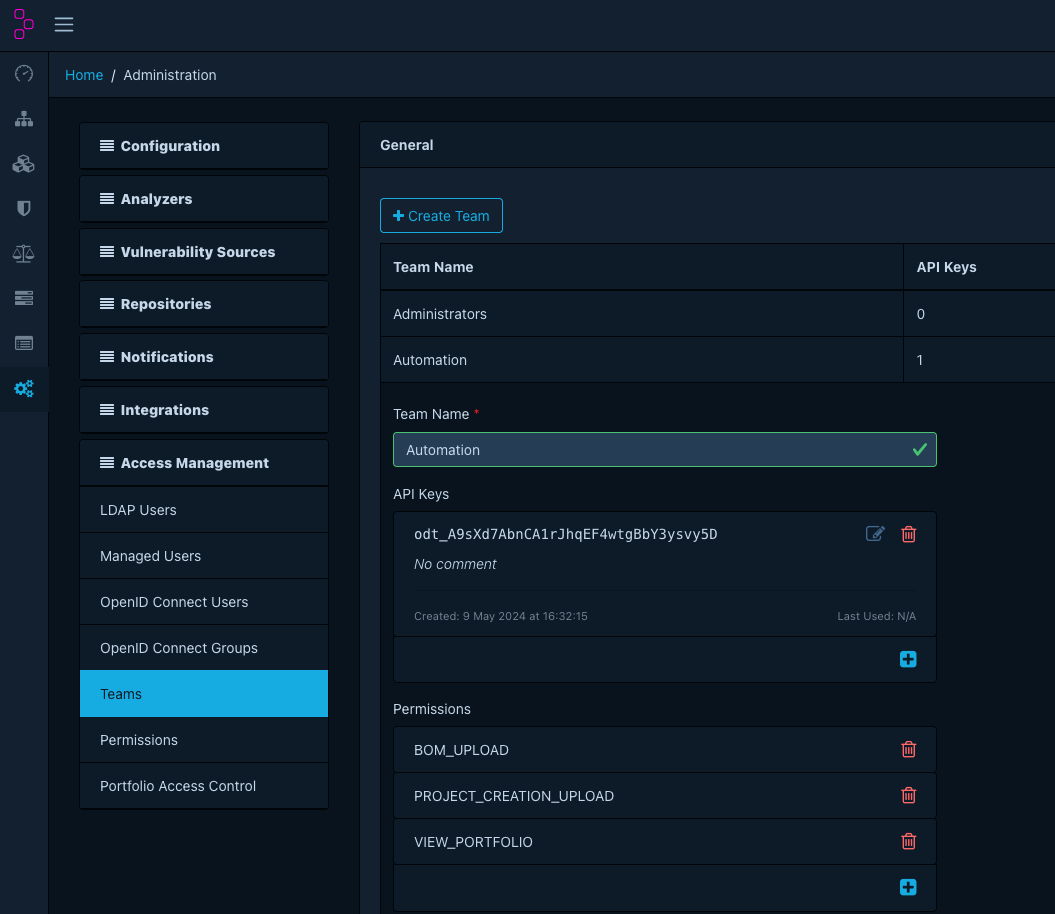 Home / Administration
Configuration
Analyzers
Vulnerability Sources
Repositories
Notifications
Integrations
Access Management
LDAP Users
Managed Users
OpenID Connect Users
OpenID Connect Groups
Teams
Permissions
Portfolio Access Control
General
Create Team
Team Name API Keys
Administrators 0
Automation 1
Team Name *
Automation
API Keys
odt_A9sXd7AbnCA1rJhqEF4wtgBbY3ysvy5D
No comment
Created: 9 May 2024 at 16:32:15 Last Used: N/A
Permissions
BOM_UPLOAD
PROJECT_CREATION_UPLOAD
VIEW_PORTFOLIO